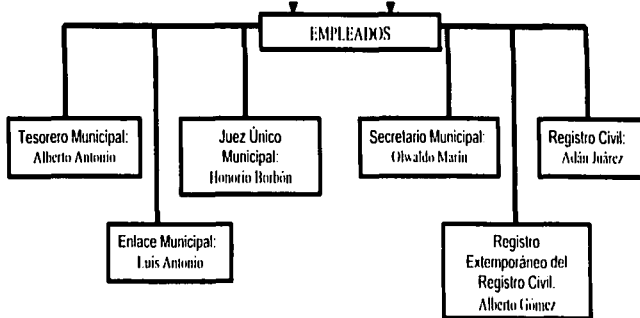 EMPLEADOS
Tesorero Municipal:
Alberto Antonio
Juez Único
Municipal:
Honorio Borbón
Secretario Municipal:
Olwaldo Marín
Registro Civil:
Adán Juárez
Enlace Municipal:
Luis Antonio
Registro
Extemporáneo del
Registro Civil.
Alberto Gómez